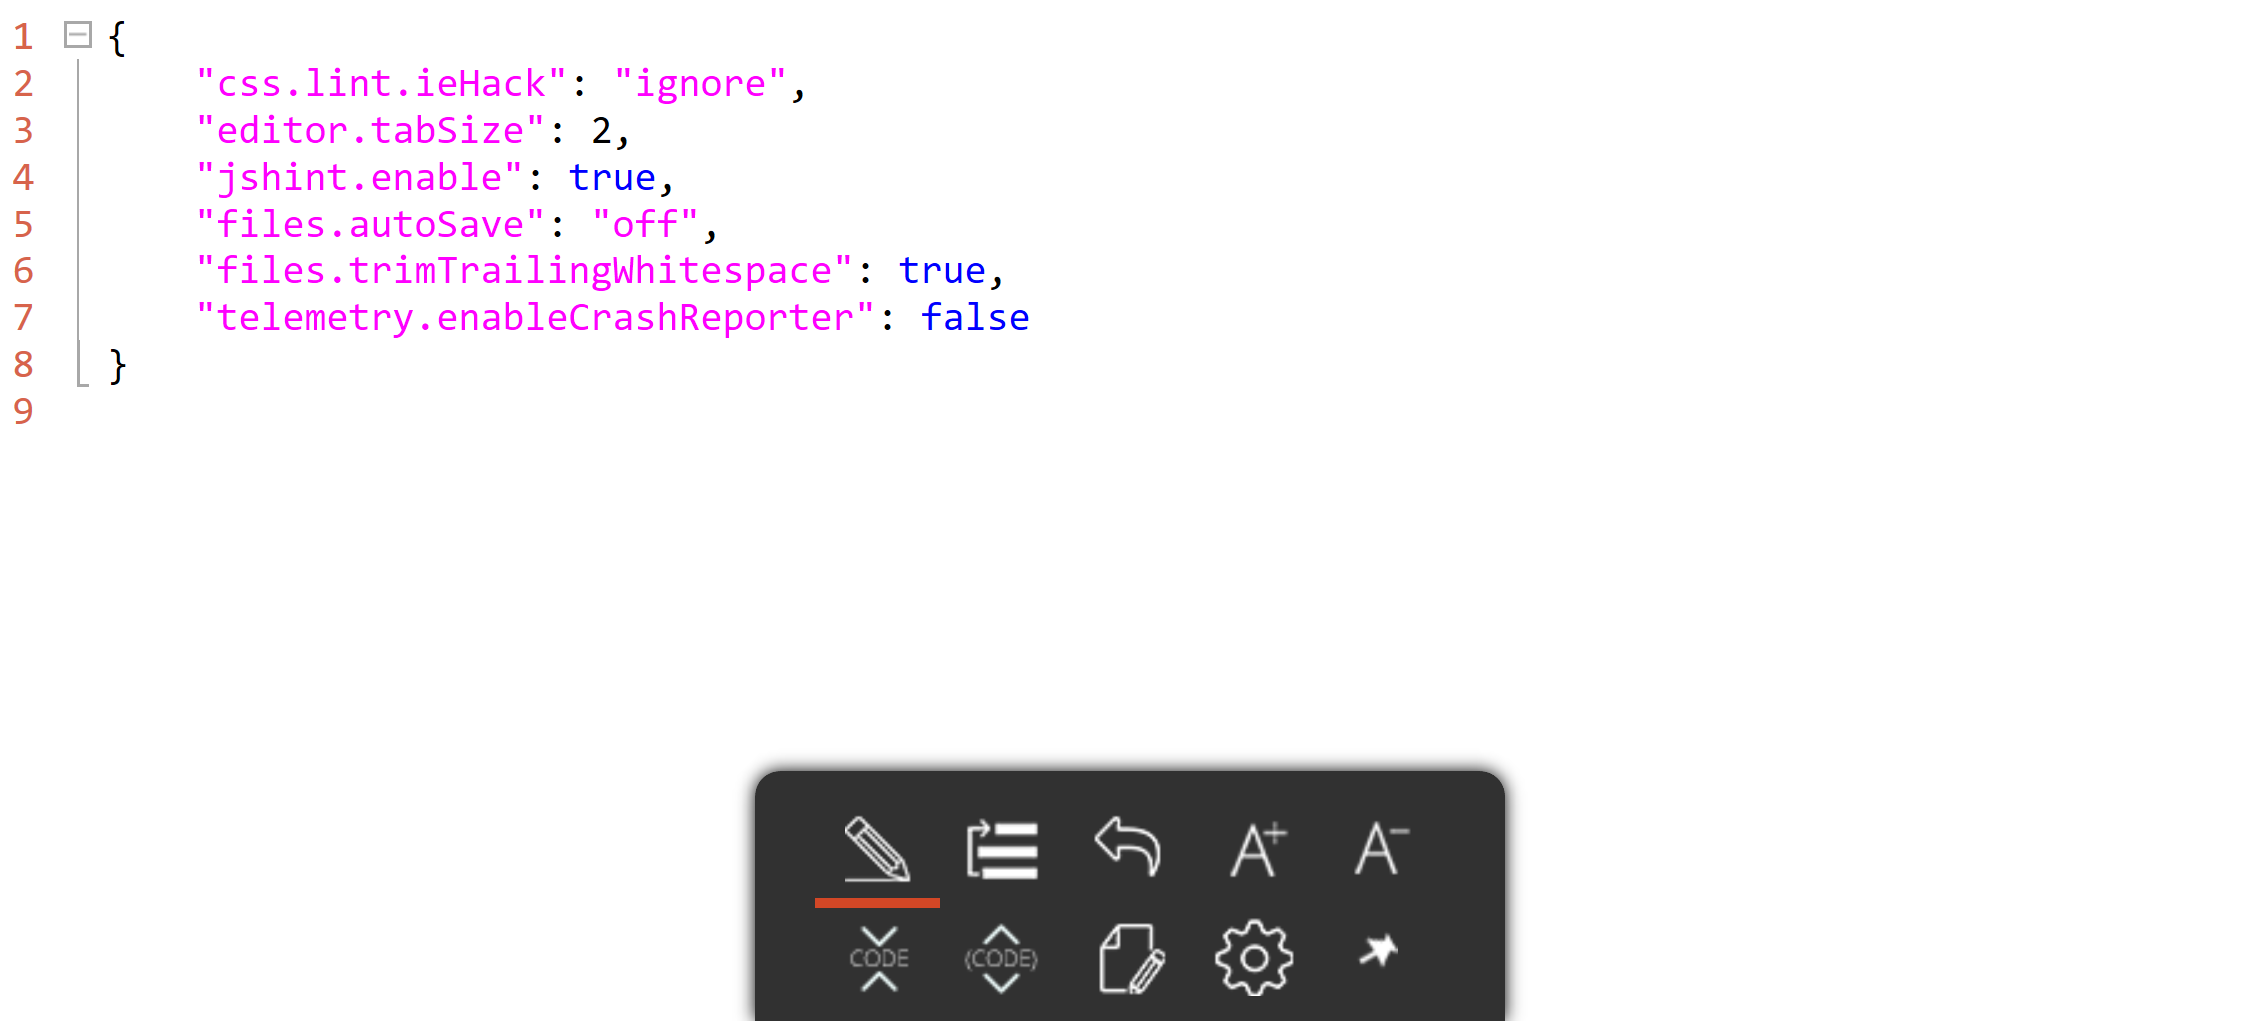 1 {
2 "css.lint.ieHack": "ignore",
3 "editor.tabSize": 2,
4 "jshint.enable": true,
5 "files.autoSave": "off",
6 "files.trimTrailingWhitespace": true,
7 "telemetry.enableCrashReporter": false
8 }
9
A+ A-
CODE (CODE)